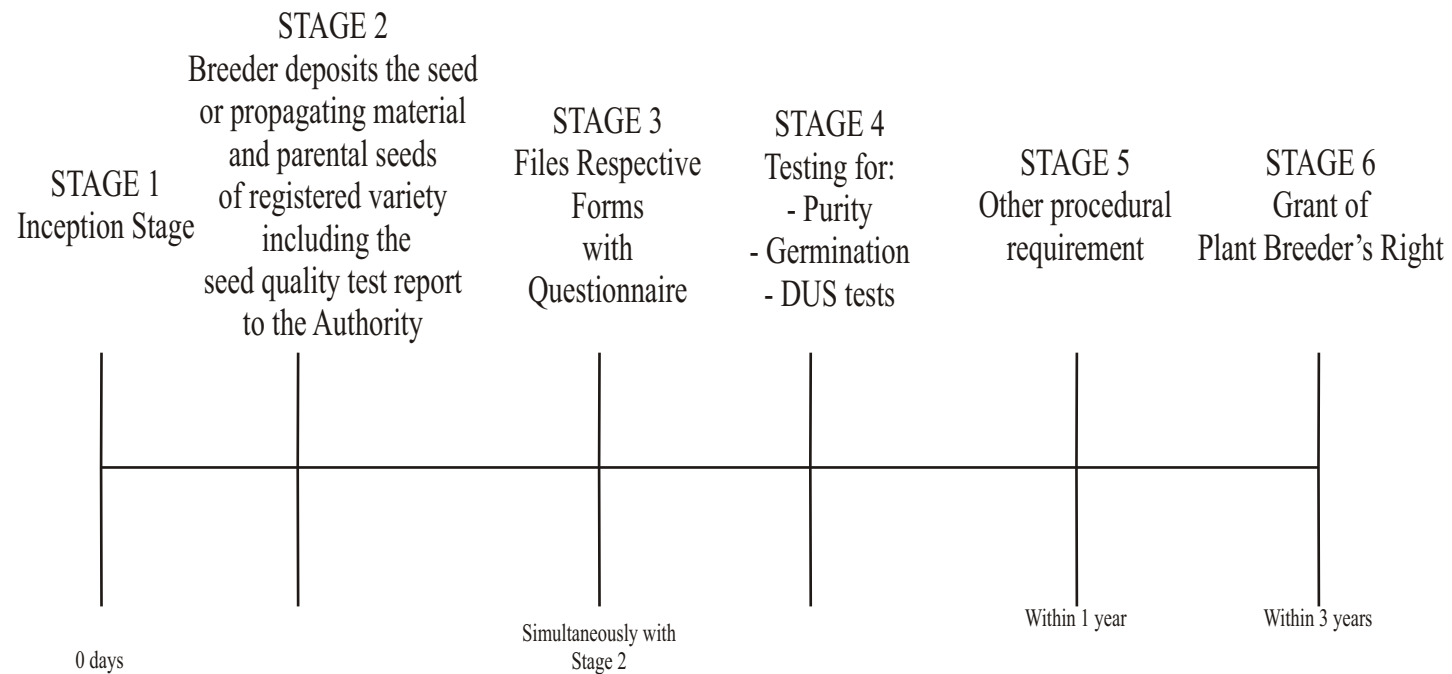 STAGE 1
Inception Stage
STAGE 2
Breeder deposits the seed
or propagating material
and parental seeds
of registered variety
including the
seed quality test report
to the Authority
STAGE 3
Files Respective
Forms
with
Questionnaire
STAGE 4
Testing for:
- Purity
- Germination
- DUS tests
STAGE 5
Other procedural
requirement
STAGE 6
Grant of
Plant Breeder’s Right
0 days
Simultaneously with
Stage 2
Within 1 year
Within 3 years